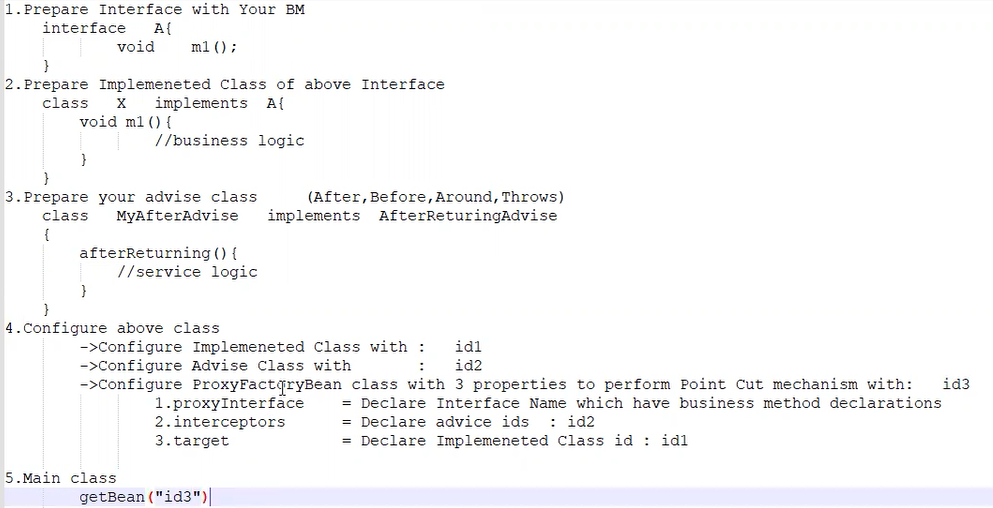 1.Prepare Interface with Your BM
interface A{
void m1();
}
2.Prepare Implemeneted Class of above Interface
class X implements A{
void m1(){
//business logic
}
}
3.Prepare your advise class (After,Before,Around,Throws)
class MyAfterAdvise implements AfterReturingAdvise
{
afterReturning(){
//service logic
}
}
4.Configure above class
->Configure Implemeneted Class with : id1
->Configure Advise Class with : id2
->Configure ProxyFactoryBean class with 3 properties to perform Point Cut mechanism with: id3
1.proxyInterface = Declare Interface Name which have business method declarations
2.interceptors = Declare advice ids : id2
3.target = Declare Implemeneted Class id : id1
5.Main class
getBean("id3")